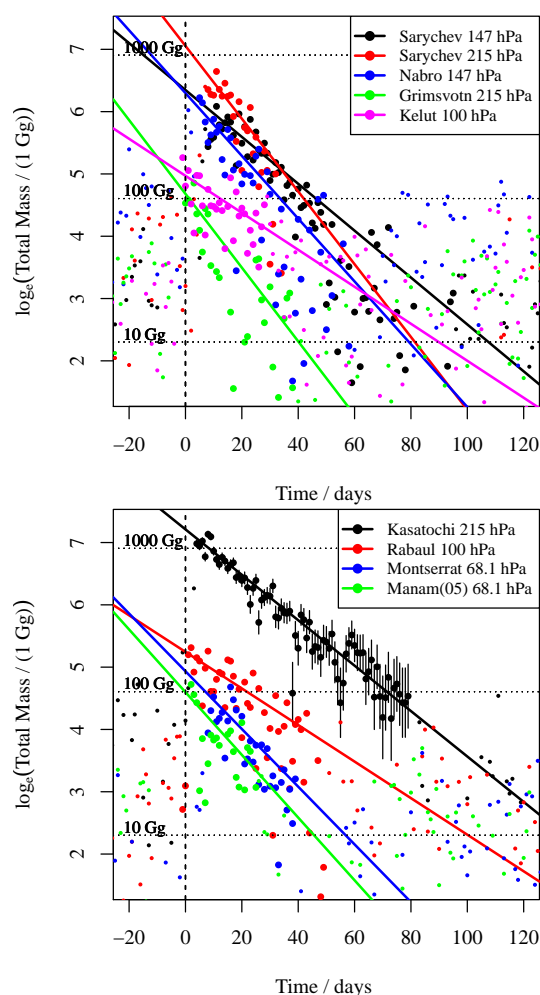 Sarychev 147 hPa
Sarychev 215 hPa
Nabro 147 hPa
Grimsvotn 215 hPa
Kelut 100 hPa
1000 Gg
100 Gg
10 Gg
7
6
5
4
3
2
log_e(Total Mass / (1 Gg))
−20 0 20 40 60 80 100 120
Time / days
Kasatochi 215 hPa
Rabaul 100 hPa
Montserrat 68.1 hPa
Manam(05) 68.1 hPa
1000 Gg
100 Gg
10 Gg
7
6
5
4
3
2
log_e(Total Mass / (1 Gg))
−20 0 20 40 60 80 100 120
Time / days